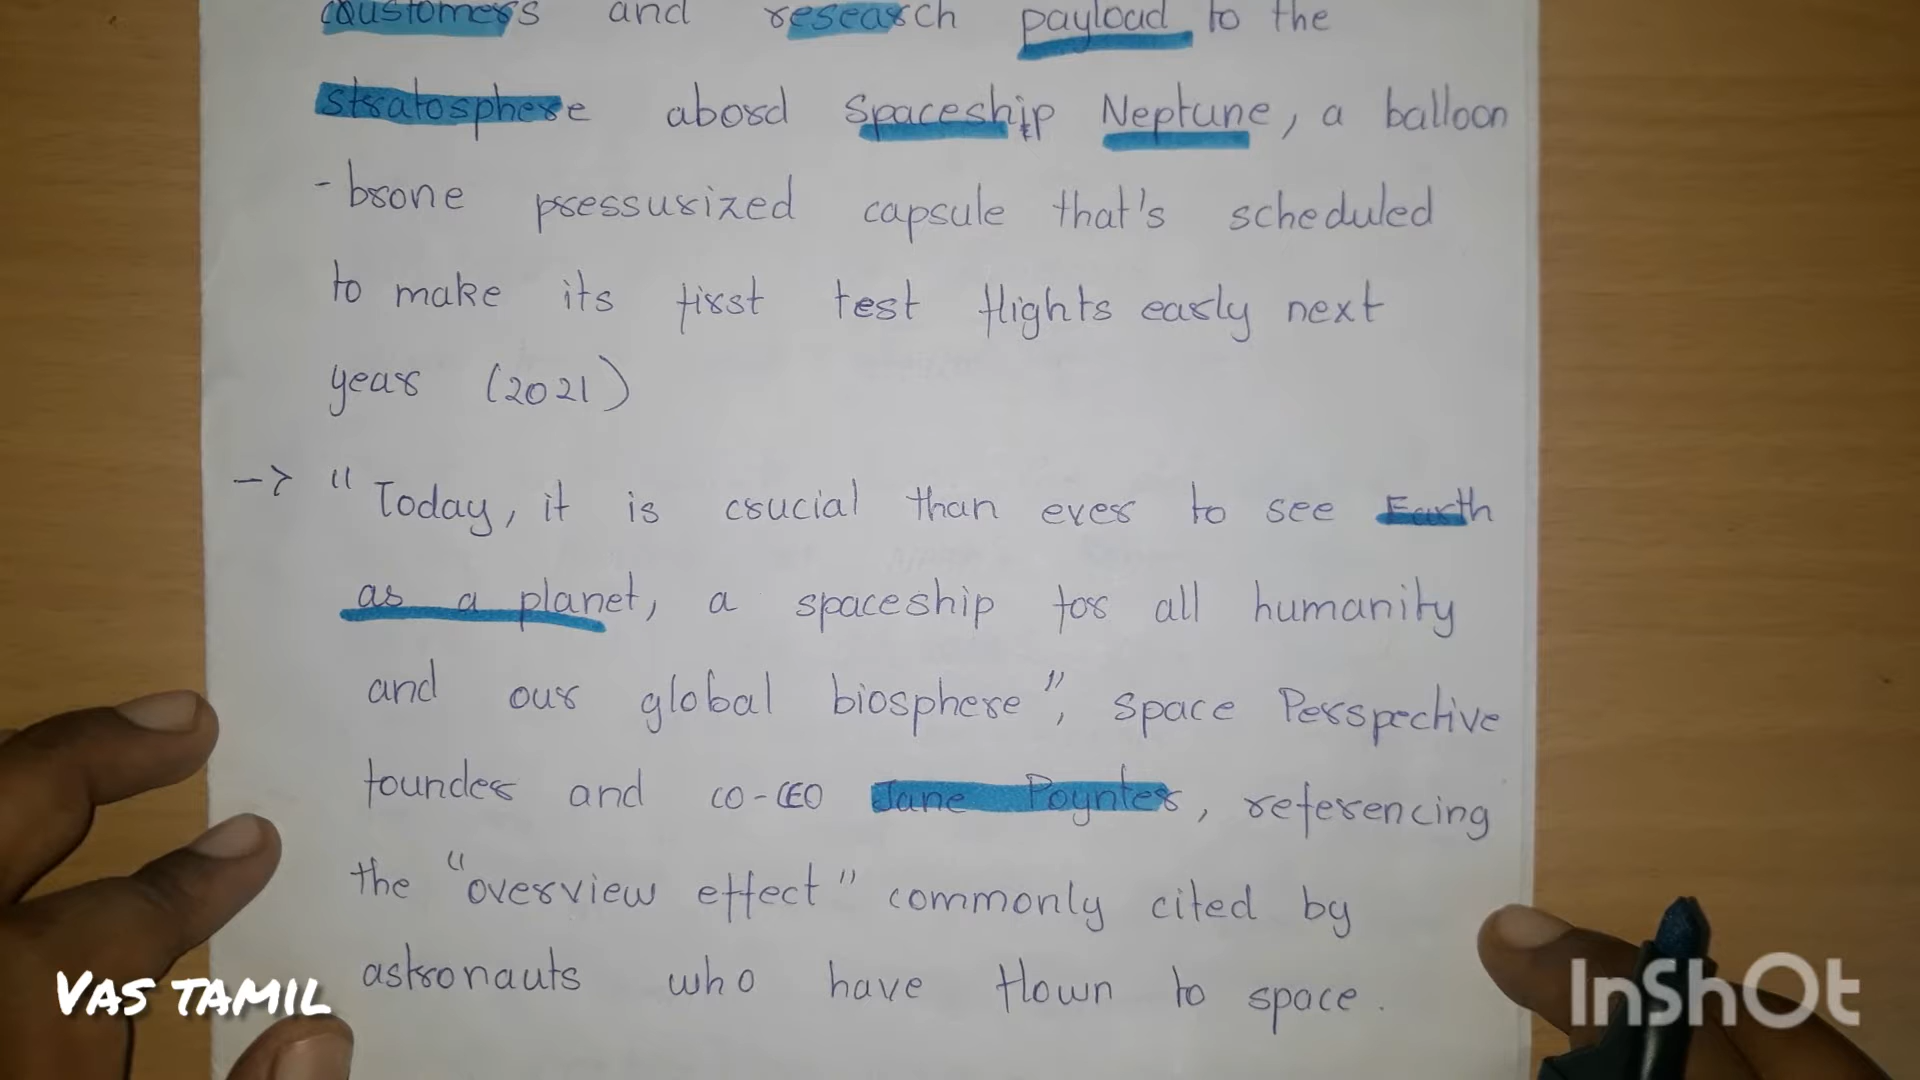 coustomers and research payload to the
stratosphere abord spaceship Neptune, a balloon
-brone pressurized capsule that's scheduled
to make its first test flights early next
year (2021)
-> "Today, it is crucial than ever to see Earth
as a planet, a spaceship for all humanity
and our global biosphere", space Perspective
founder and co-CEO Jane Poynter, referencing
the "overview effect" commonly cited by
astronauts who have flown to space.
VAS TAMIL
InShOt